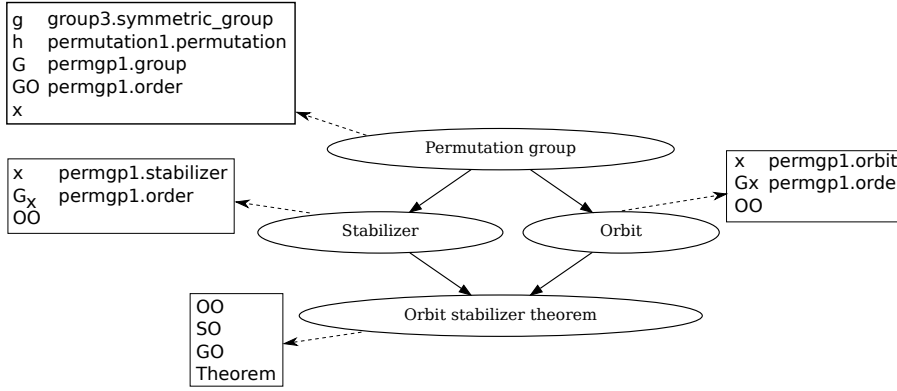 g group3.symmetric_group
h permutation1.permutation
G permgp1.group
GO permgp1.order
x
Permutation group
x permgp1.stabilizer
Gx permgp1.order
OO
x permgp1.orbit
Gx permgp1.orde
OO
Stabilizer
Orbit
OO
SO
GO
Theorem
Orbit stabilizer theorem